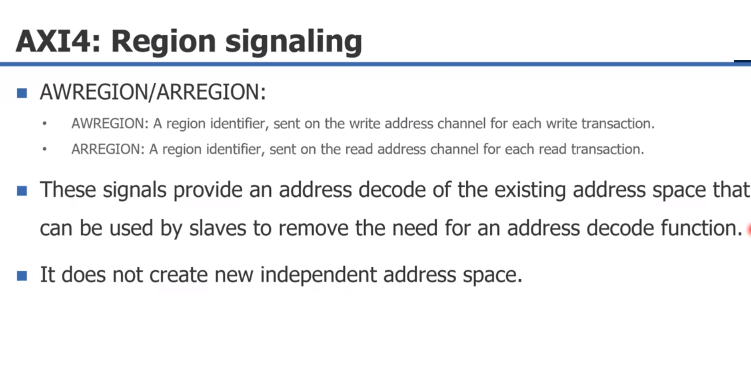 AXI4: Region signaling
AWREGION/ARREGION:
AWREGION: A region identifier, sent on the write address channel for each write transaction.
ARREGION: A region identifier, sent on the read address channel for each read transaction.
These signals provide an address decode of the existing address space that
can be used by slaves to remove the need for an address decode function.
It does not create new independent address space.